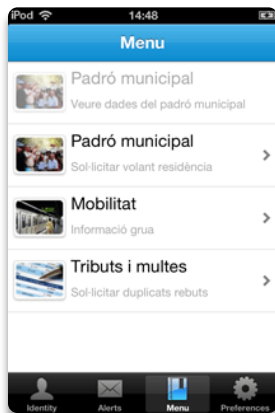 iPod 14:48
Menu
Padró municipal
Veure dades del padró municipal
Padró municipal
Sol·licitar volant residència
Mobilitat
Informació grua
Tributs i multes
Sol·licitar duplicats rebuts
Identity Alerts Menu Preferences